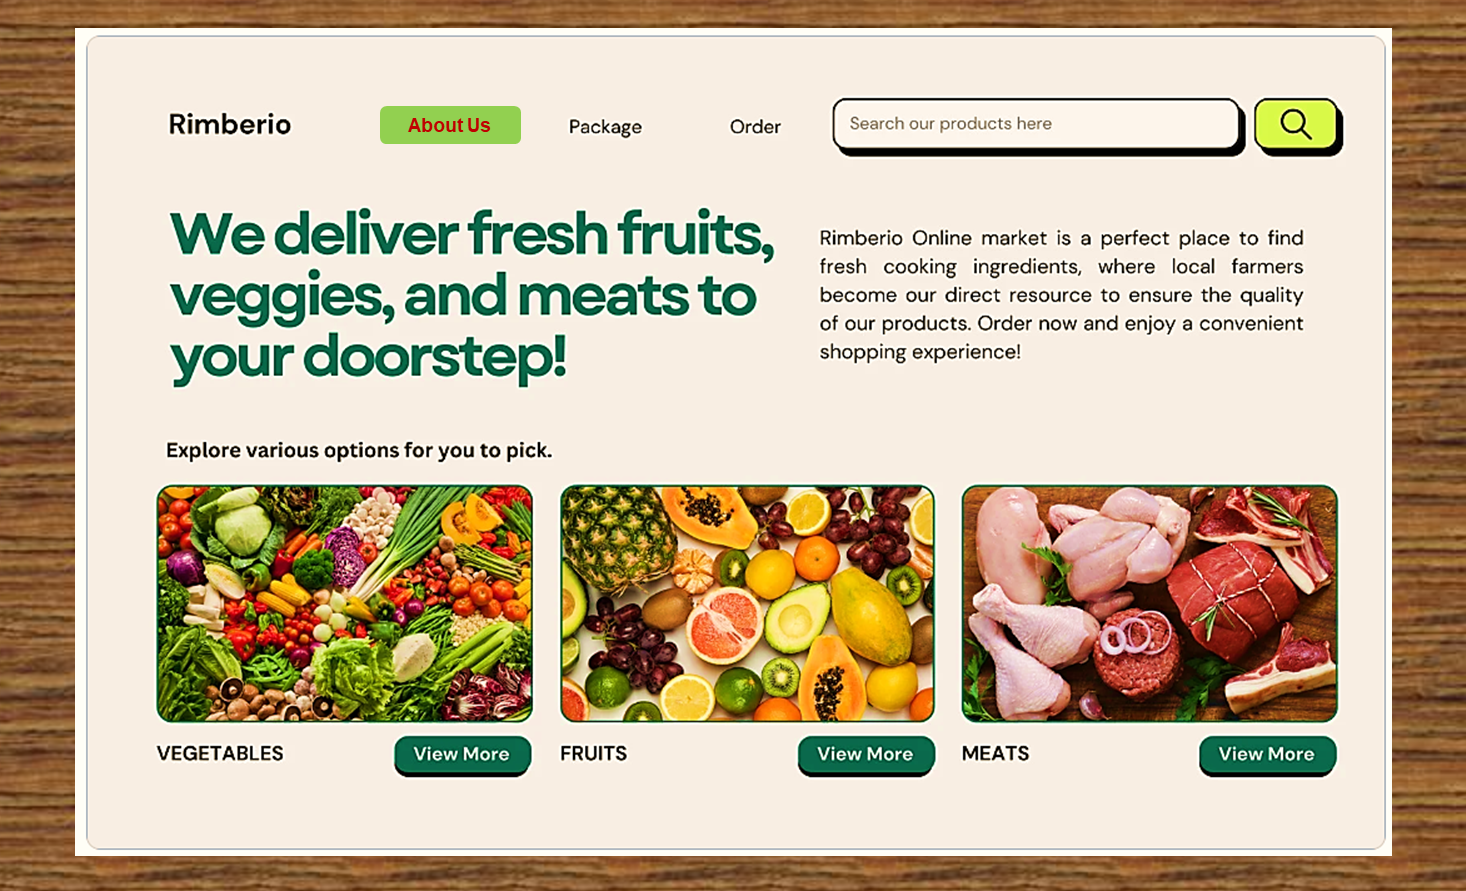 Rimberio
About Us
Package
Order
Search our products here
We deliver fresh fruits,
veggies, and meats to
your doorstep!
Rimberio Online market is a perfect place to find
fresh cooking ingredients, where local farmers
become our direct resource to ensure the quality
of our products. Order now and enjoy a convenient
shopping experience!
Explore various options for you to pick.
VEGETABLES
View More
FRUITS
View More
MEATS
View More